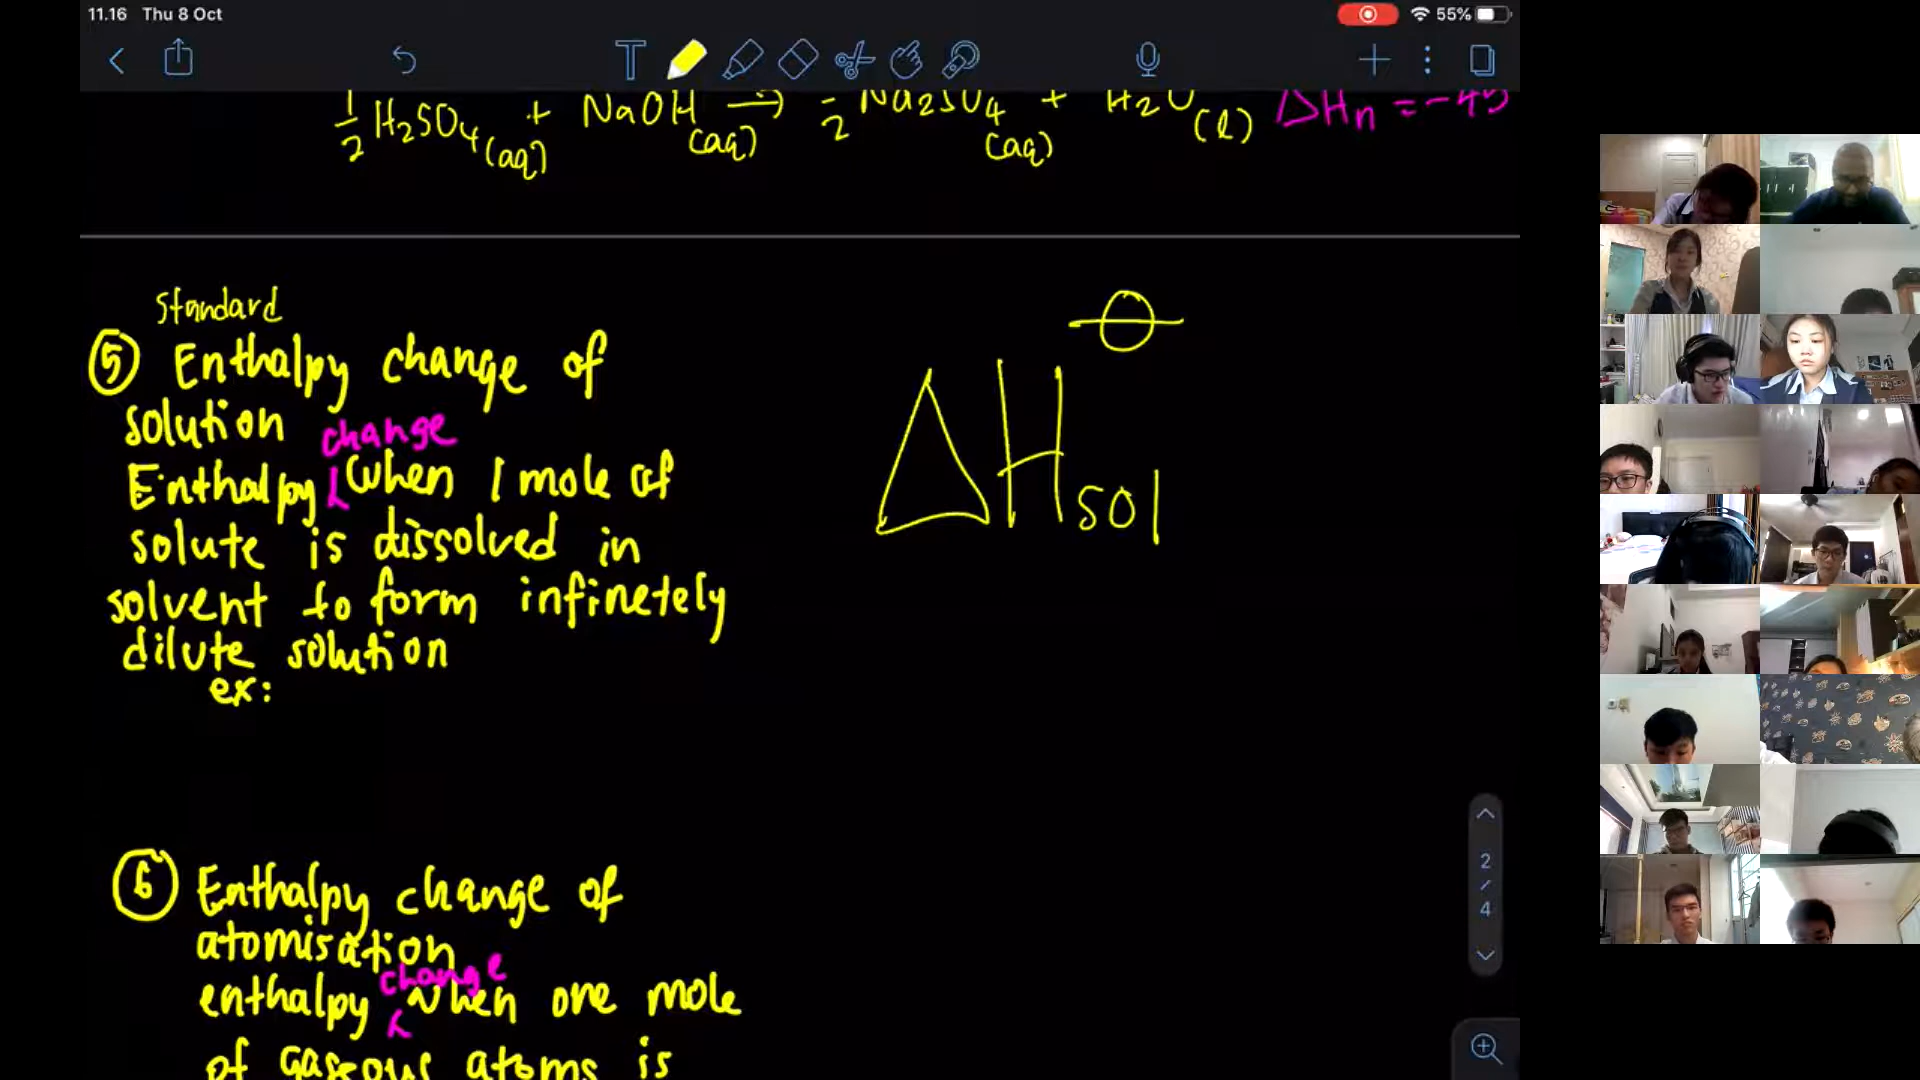 11.16 Thu 8 Oct
55%
T
1/2 H2SO4 (aq) + NaOH (aq) → 1/2 Na2SO4 (aq) + H2O (l) ΔHn = -45
Standard
5 Enthalpy change of
solution
change
Enthalpy when 1 mole of
solute is dissolved in
solvent to form infinetely
dilute solution
ex:
ΔH⦵sol
6 Enthalpy change of
atomisation
change
enthalpy when one mole
of gaseous atoms is
2
/
4